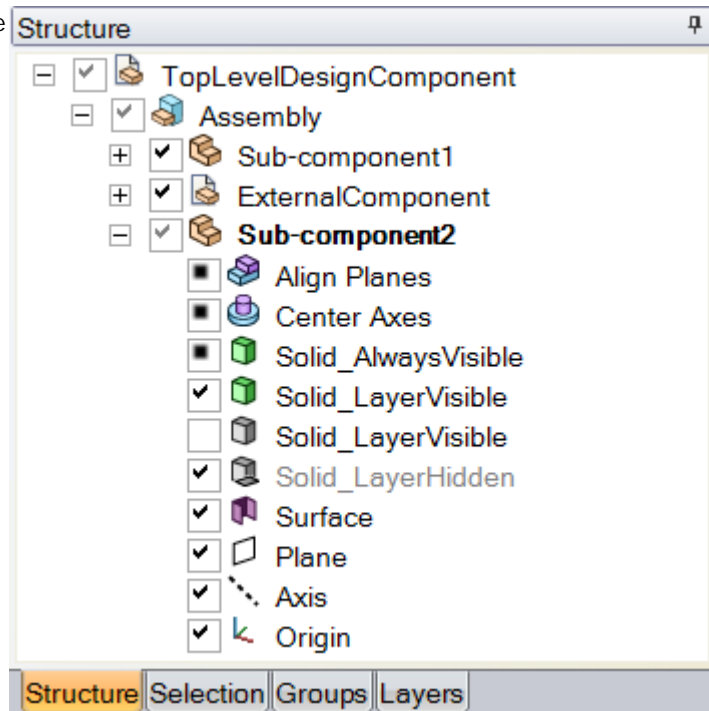 e
Structure
TopLevelDesignComponent
Assembly
Sub-component1
ExternalComponent
Sub-component2
Align Planes
Center Axes
Solid_AlwaysVisible
Solid_LayerVisible
Solid_LayerVisible
Solid_LayerHidden
Surface
Plane
Axis
Origin
Structure Selection Groups Layers